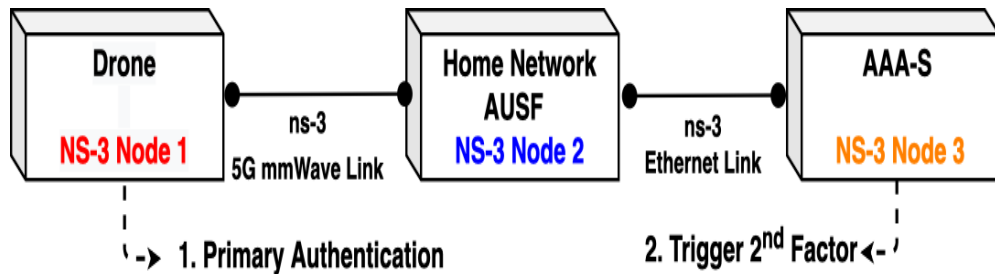 Drone
NS-3 Node 1
ns-3
5G mmWave Link
Home Network
AUSF
NS-3 Node 2
ns-3
Ethernet Link
AAA-S
NS-3 Node 3
1. Primary Authentication
2. Trigger 2nd Factor